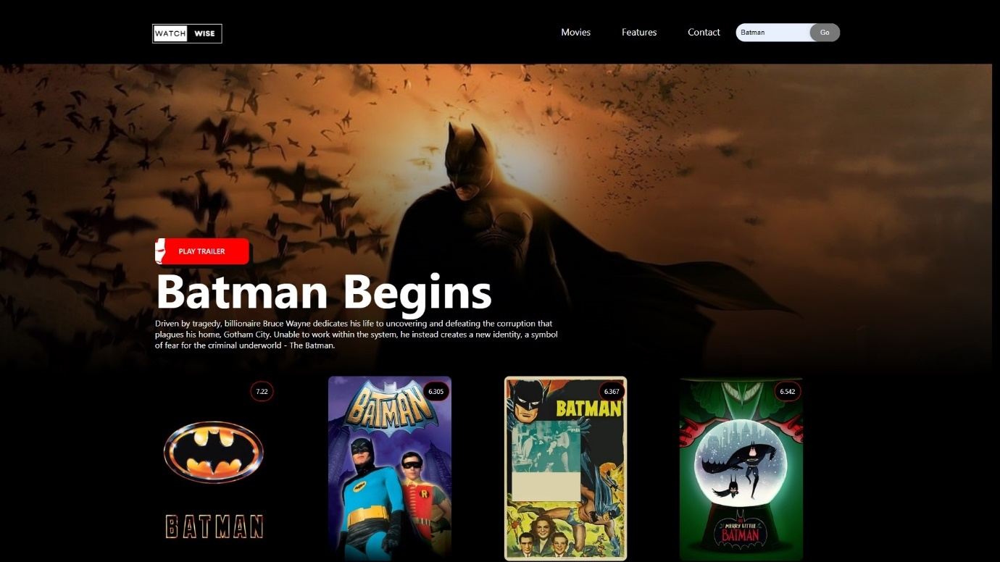 WATCH WISE
Movies
Features
Contact
Batman
Go
PLAY TRAILER
Batman Begins
Driven by tragedy, billionaire Bruce Wayne dedicates his life to uncovering and defeating the corruption that
plagues his home, Gotham City. Unable to work within the system, he instead creates a new identity, a symbol
of fear for the criminal underworld - The Batman.
7.22
BATMAN
6.305
BATMAN
R
6.367
BATMAN
6.542
MERRY LITTLE
BATMAN